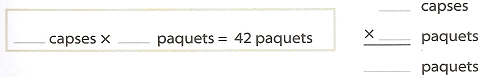 ____ capses × ____ paquets = 42 paquets
____ capses
× ____ paquets
____ paquets